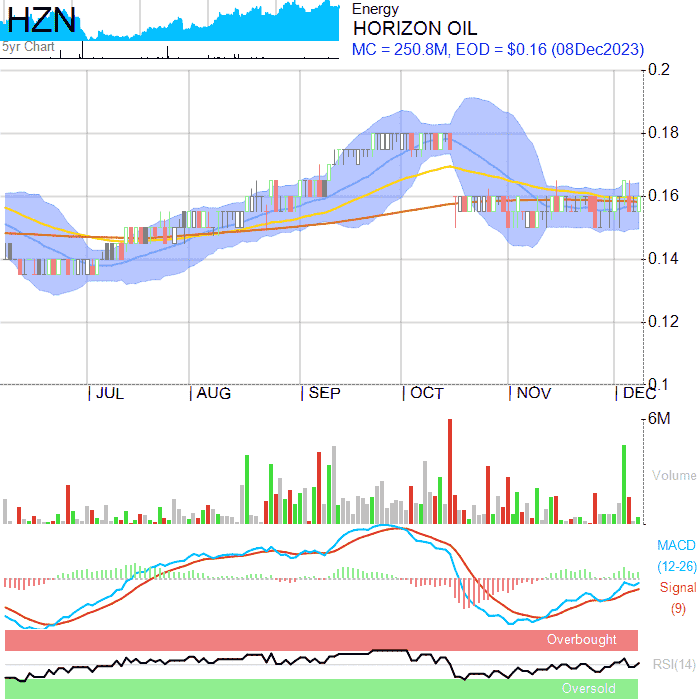 HZN
5yr Chart
Energy
HORIZON OIL
MC = 250.8M, EOD = $0.16 (08Dec2023)
0.2
0.18
0.16
0.14
0.12
0.1
JUL AUG SEP OCT NOV DEC
6M
Volume
MACD
(12-26)
Signal
(9)
Overbought
RSI(14)
Oversold